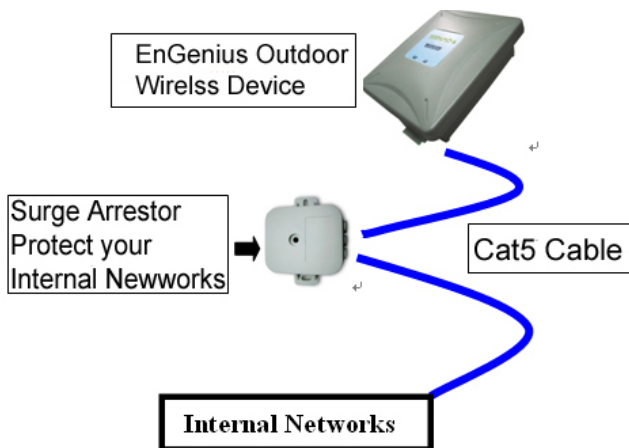 EnGenius Outdoor
Wirelss Device
Surge Arrestor
Protect your
Internal Newworks
Cat5 Cable
Internal Networks